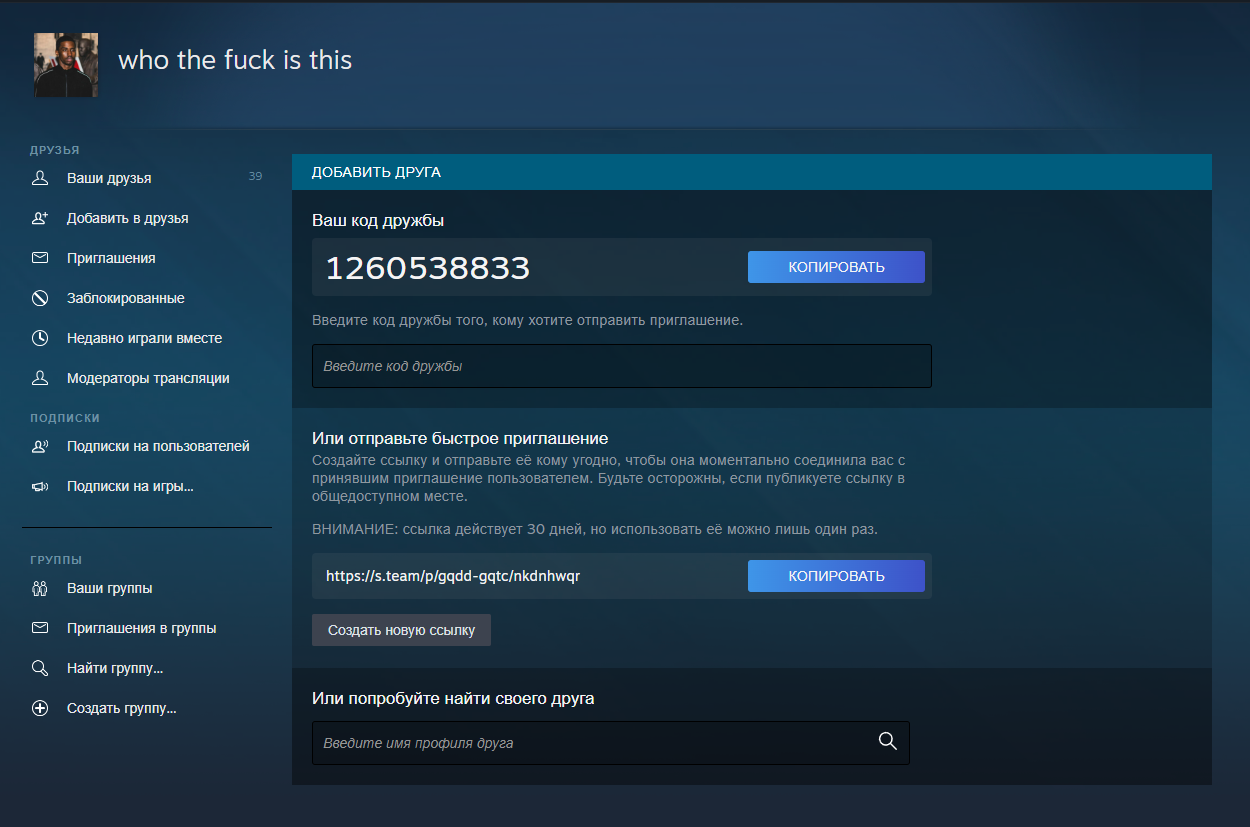 who the fuck is this
ДРУЗЬЯ
Ваши друзья 39
Добавить в друзья
Приглашения
Заблокированные
Недавно играли вместе
Модераторы трансляции
ПОДПИСКИ
Подписки на пользователей
Подписки на игры...
ГРУППЫ
Ваши группы
Приглашения в группы
Найти группу...
Создать группу...
ДОБАВИТЬ ДРУГА
Ваш код дружбы
1260538833 КОПИРОВАТЬ
Введите код дружбы того, кому хотите отправить приглашение.
Введите код дружбы
Или отправьте быстрое приглашение
Создайте ссылку и отправьте её кому угодно, чтобы она моментально соединила вас с
принявшим приглашение пользователем. Будьте осторожны, если публикуете ссылку в
общедоступном месте.
ВНИМАНИЕ: ссылка действует 30 дней, но использовать её можно лишь один раз.
https://s.team/p/gqdd-gqtc/nkdnhwqr КОПИРОВАТЬ
Создать новую ссылку
Или попробуйте найти своего друга
Введите имя профиля друга